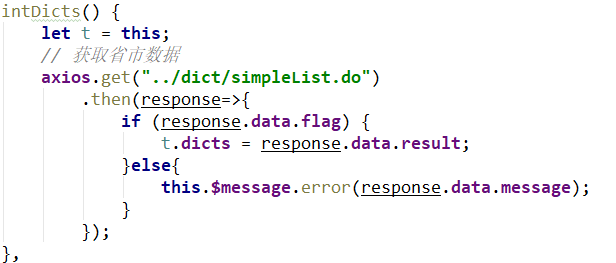 intDicts() {
    let t = this;
    // 获取省市数据
    axios.get("../dict/simpleList.do")
        .then(response=>{
            if (response.data.flag) {
                t.dicts = response.data.result;
            }else{
                this.$message.error(response.data.message);
            }
        });
},